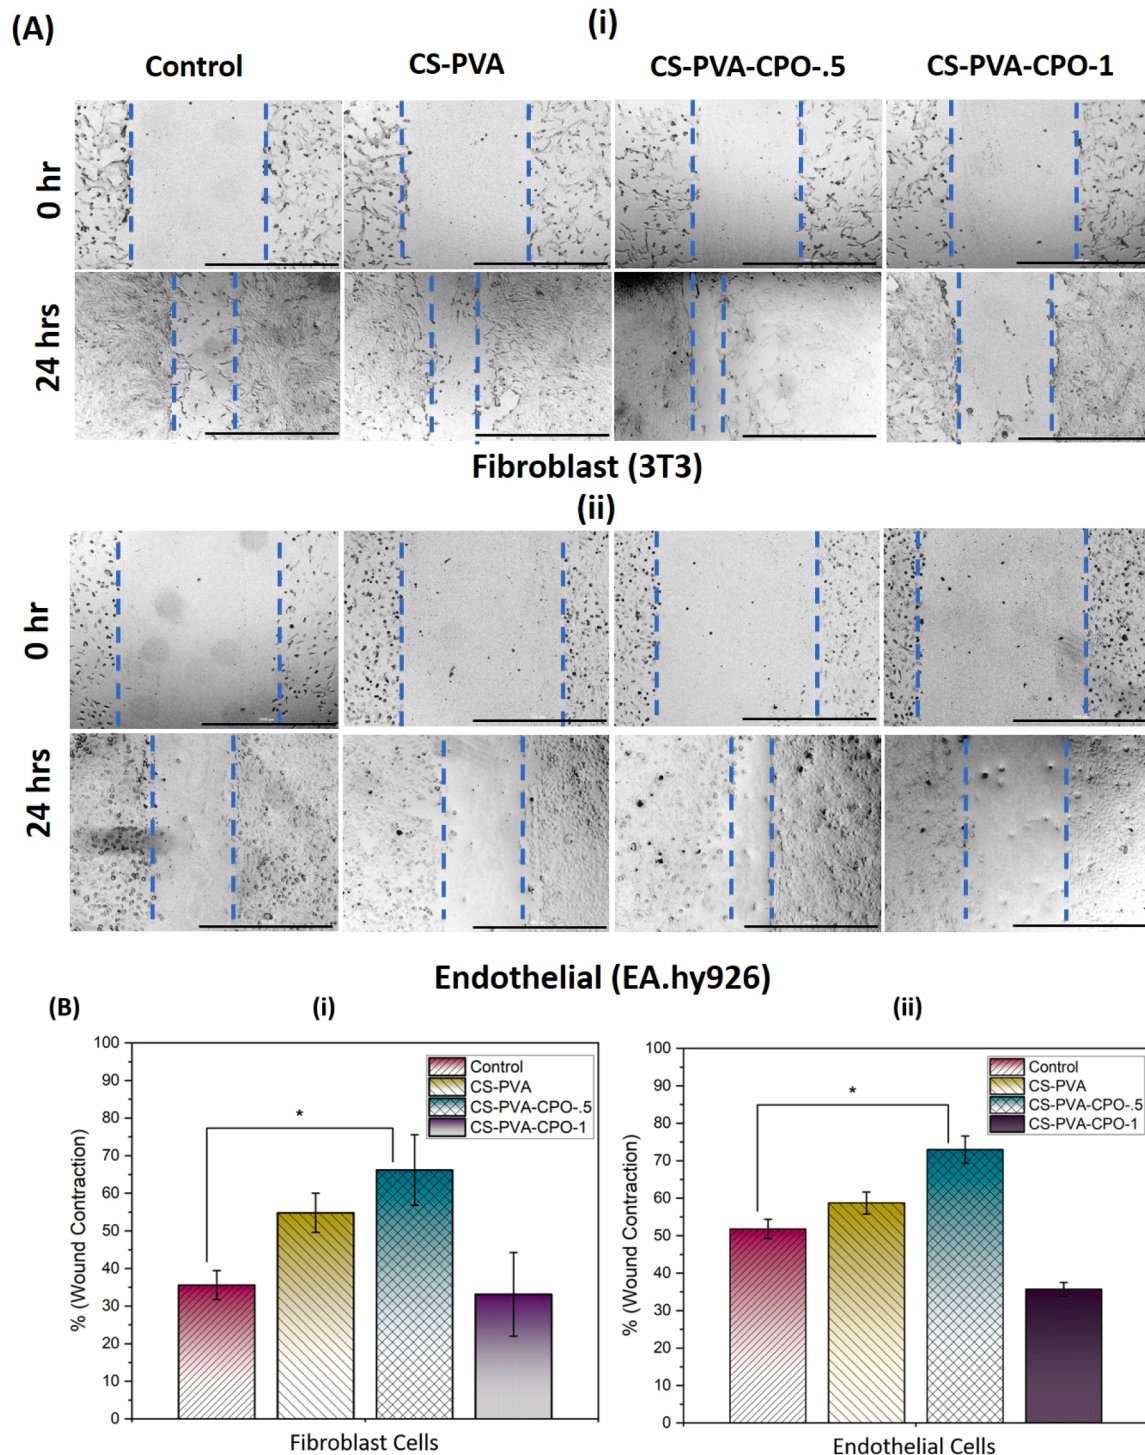 (A)
(i)
Control
CS-PVA
CS-PVA-CPO-.5
CS-PVA-CPO-1
0 hr
24 hrs
Fibroblast (3T3)
(ii)
0 hr
24 hrs
Endothelial (EA.hy926)
(B)
(i)
% (Wound Contraction)
100
90
80
70
60
50
40
30
20
10
0
Control
CS-PVA
CS-PVA-CPO-.5
CS-PVA-CPO-1
*
Fibroblast Cells
(ii)
% (Wound Contraction)
100
90
80
70
60
50
40
30
20
10
0
Control
CS-PVA
CS-PVA-CPO-.5
CS-PVA-CPO-1
*
Endothelial Cells